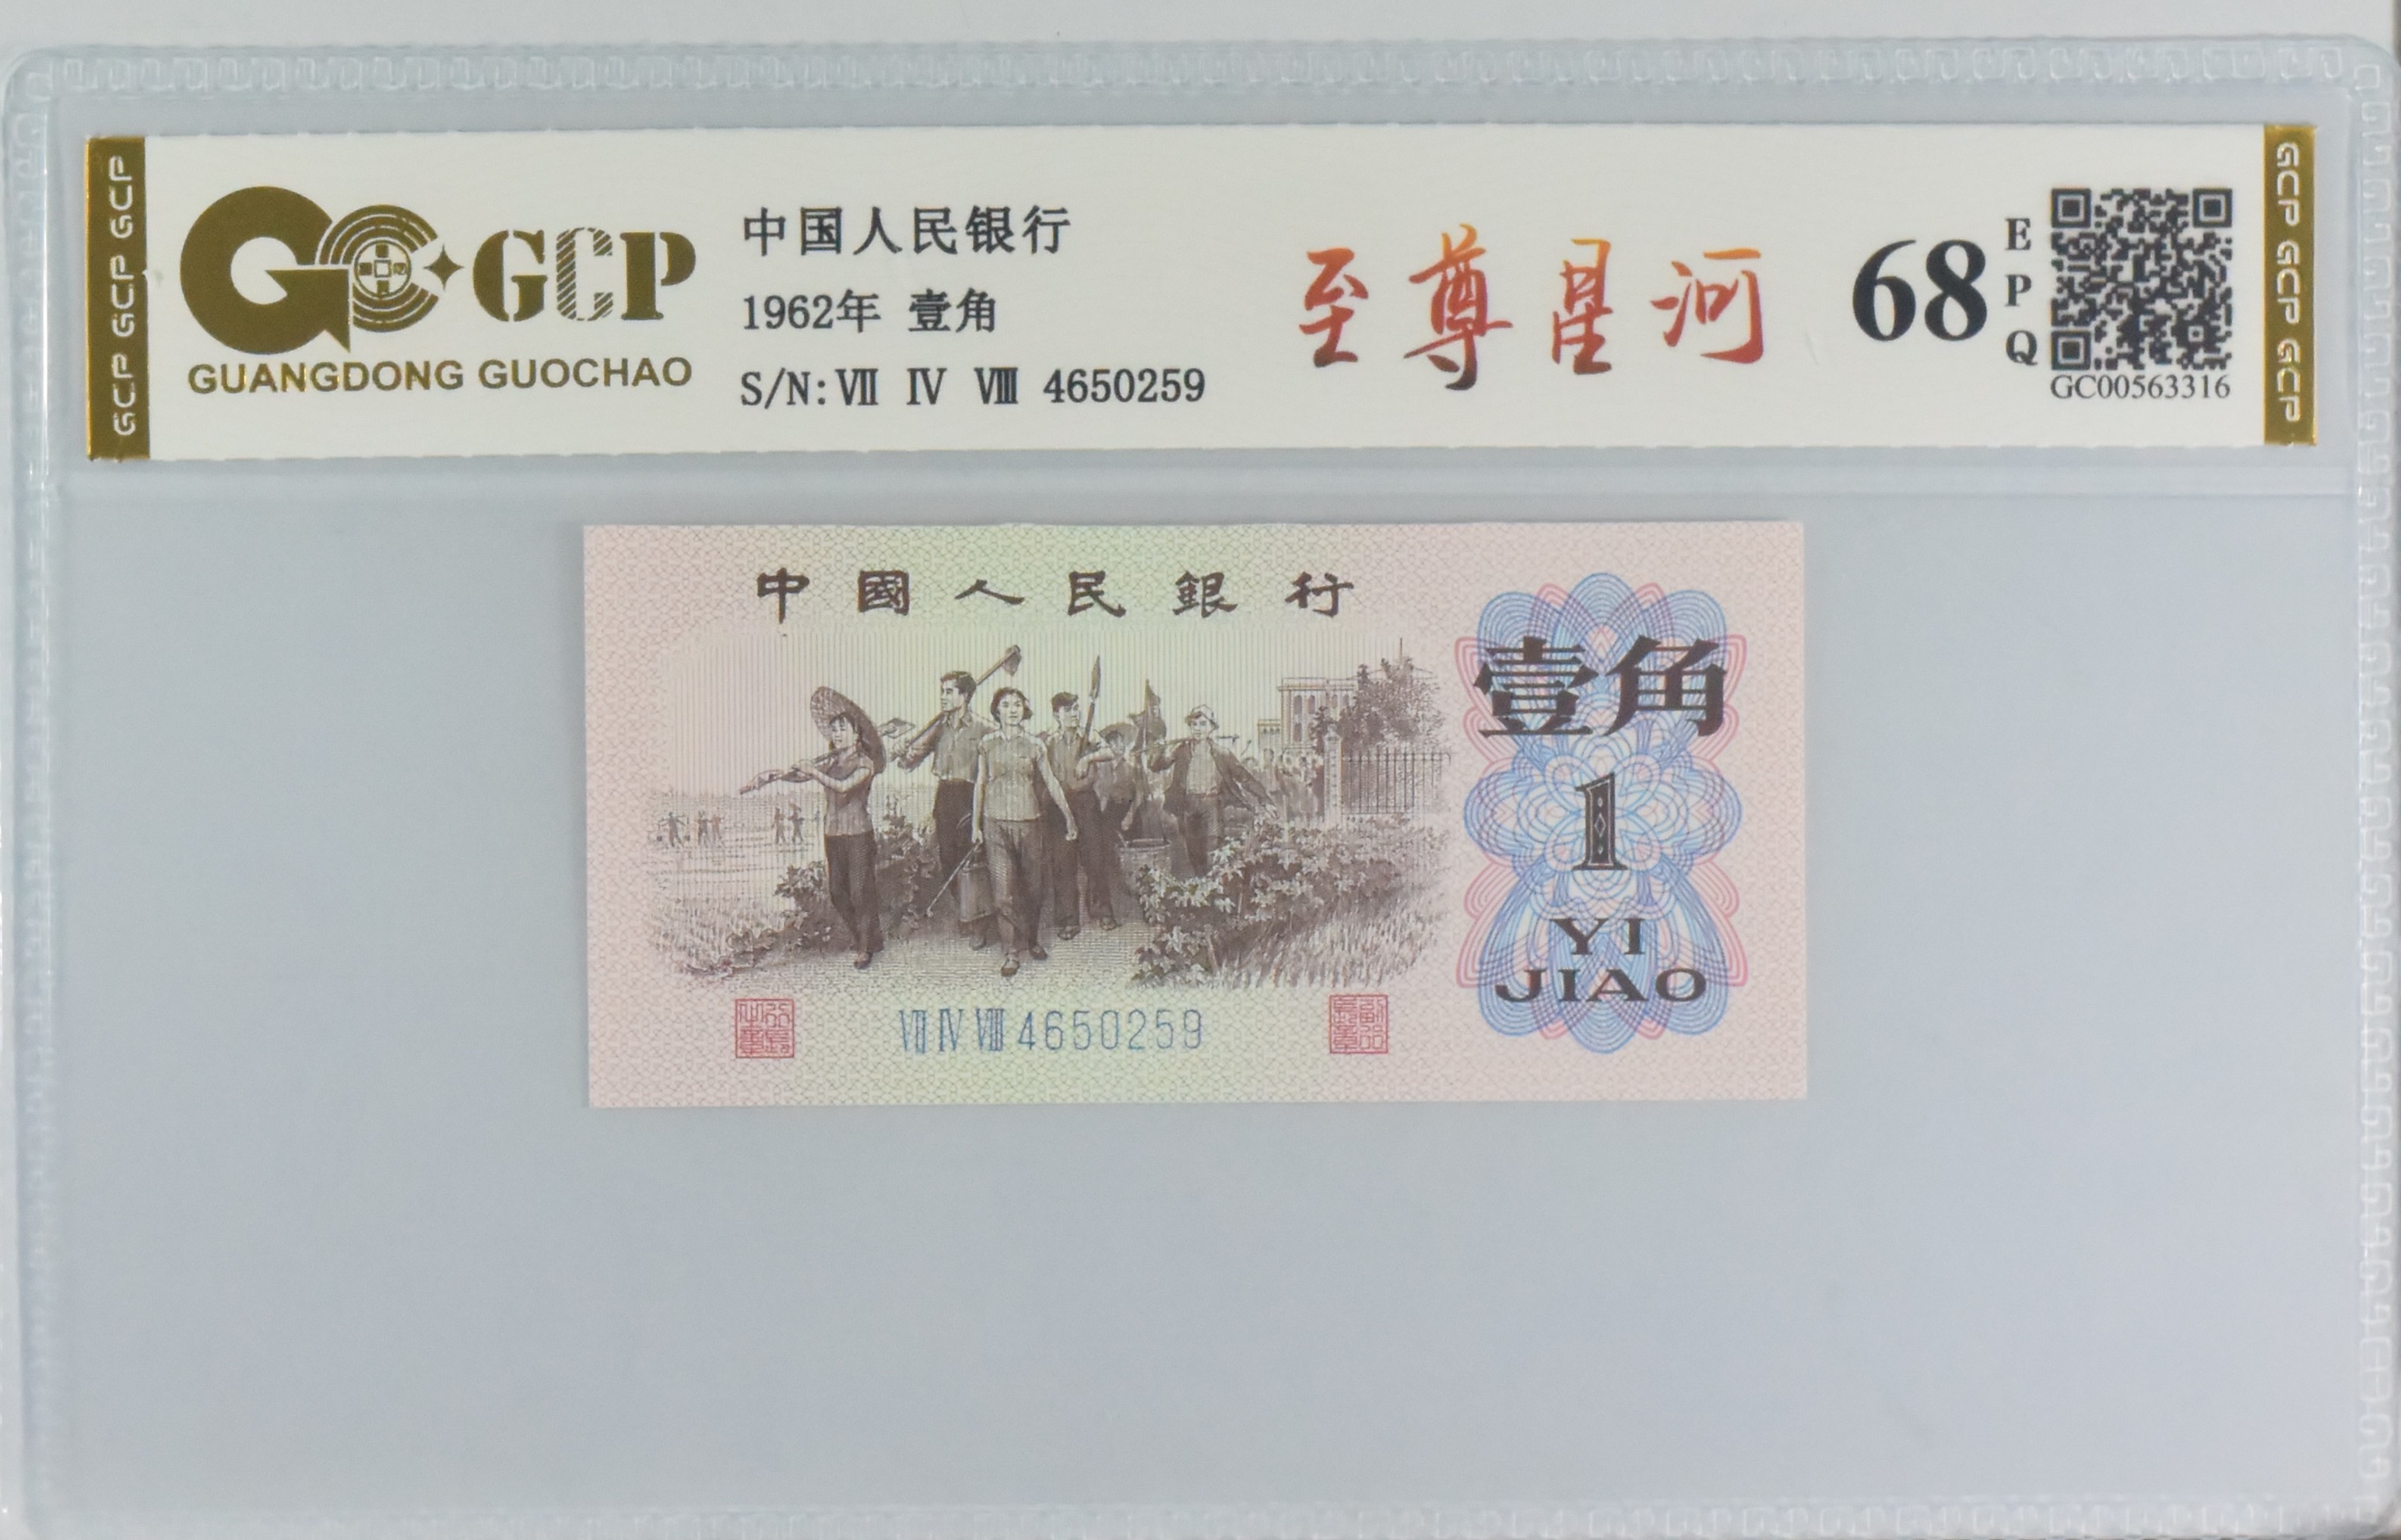 GCP GCP GCP
GCP
GUANGDONG GUOCHAO
中国人民银行
1962年 壹角
S/N: Ⅶ Ⅳ Ⅷ 4650259
至尊星河
68
EPQ
GC00563316
GCP GCP GCP
中國人民銀行
壹角
1
YI
JIAO
Ⅶ Ⅳ Ⅷ 4650259